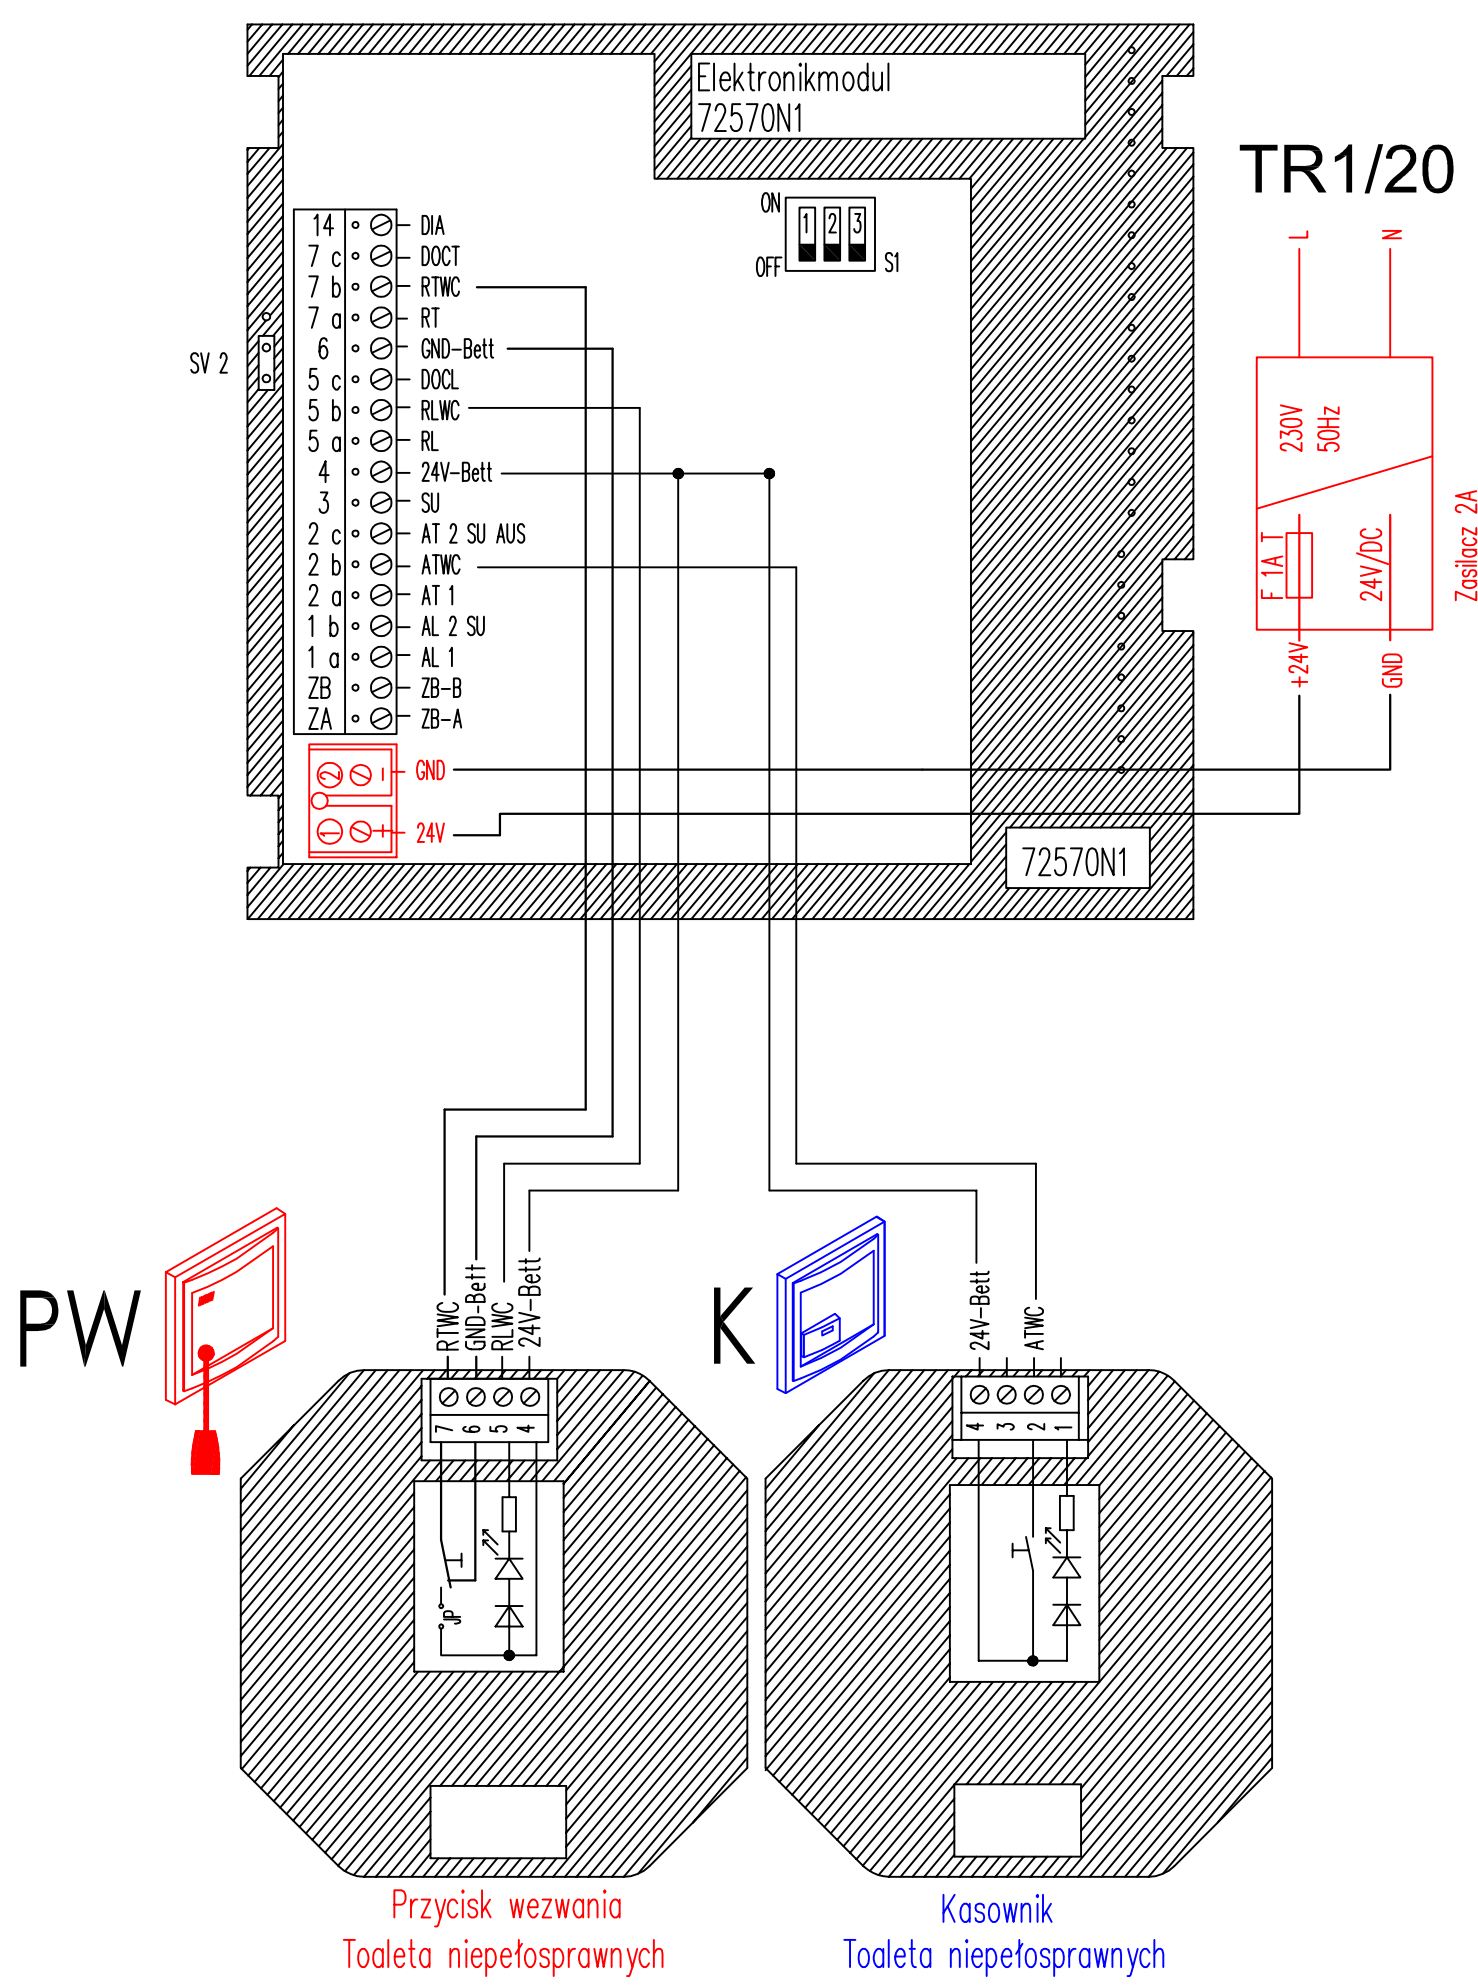 Elektronikmodul
72570N1
TR1/20
ON
1 2 3
OFF
S1
L
N
14 DIA
7 c DOCT
7 b RTWC
7 a RT
6 GND-Bett
5 c DOCL
5 b RLWC
5 a RL
4 24V-Bett
3 SU
2 c AT 2 SU AUS
2 b ATWC
2 a AT 1
1 b AL 2 SU
1 a AL 1
ZB ZB-B
ZA ZB-A
SV 2
2 - GND
1 + 24V
230V
50Hz
F 1A T
24V/DC
Zasilacz 2A
+24V
GND
72570N1
PW
RTWC
GND-Bett
RLWC
24V-Bett
7 6 5 4
JP
K
24V-Bett
ATWC
4 3 2 1
Przycisk wezwania
Toaleta niepełosprawnych
Kasownik
Toaleta niepełosprawnych